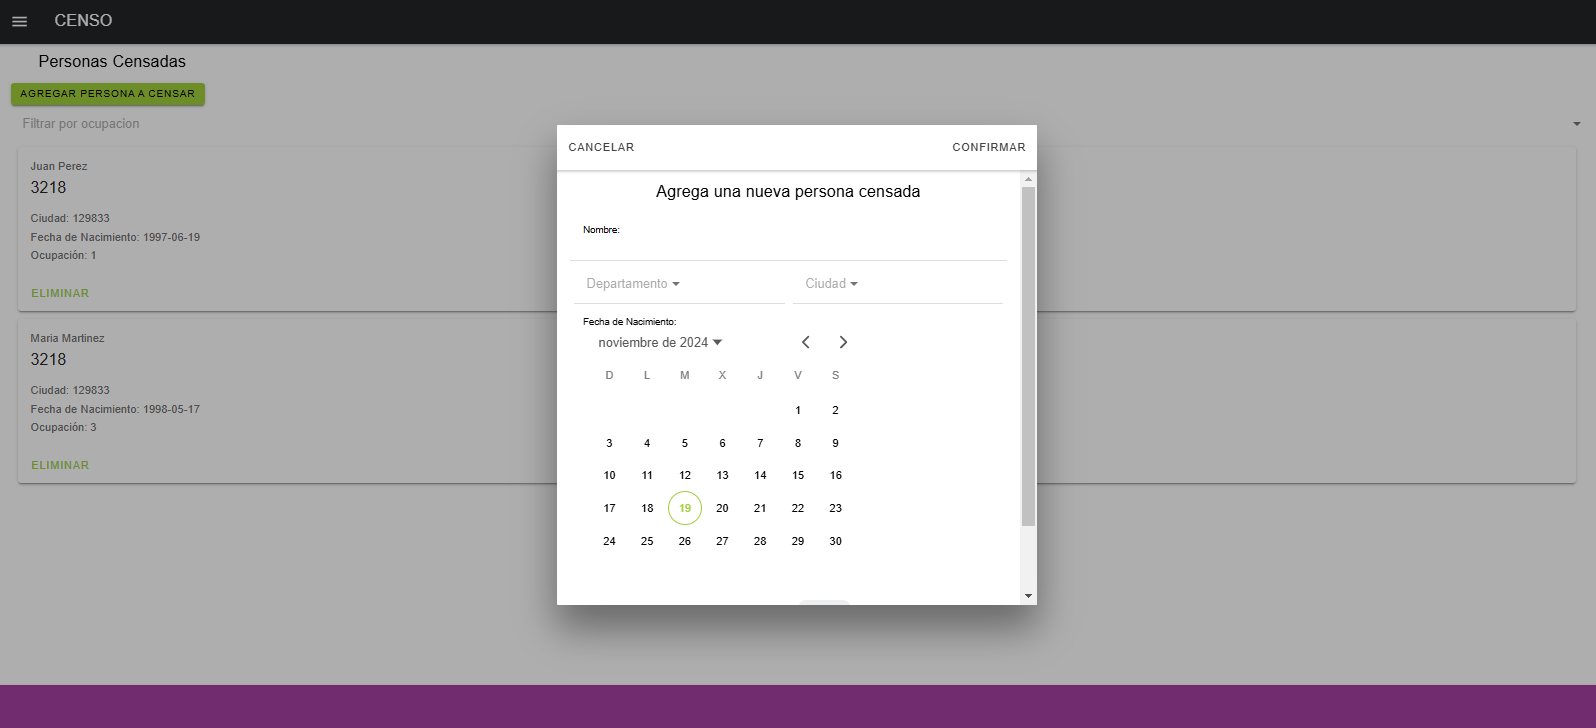 CENSO
Personas Censadas
AGREGAR PERSONA A CENSAR
Filtrar por ocupacion
Juan Perez
3218
Ciudad: 129833
Fecha de Nacimiento: 1997-06-19
Ocupación: 1
ELIMINAR
María Martinez
3218
Ciudad: 129833
Fecha de Nacimiento: 1998-05-17
Ocupación: 3
ELIMINAR
CANCELAR CONFIRMAR
Agrega una nueva persona censada
Nombre:
Departamento Ciudad
Fecha de Nacimiento:
noviembre de 2024
D L M X J V S
1 2
3 4 5 6 7 8 9
10 11 12 13 14 15 16
17 18 19 20 21 22 23
24 25 26 27 28 29 30